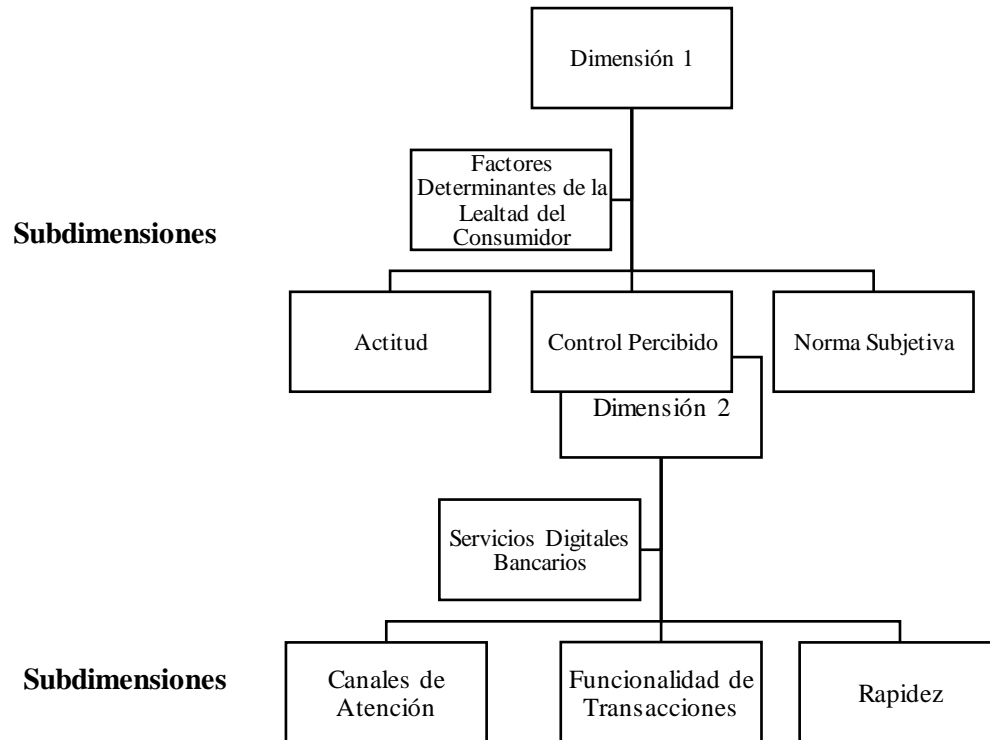 Dimensión 1
Factores
Determinantes de la
Lealtad del
Consumidor
Subdimensiones
Actitud
Control Percibido
Norma Subjetiva
Dimensión 2
Servicios Digitales
Bancarios
Subdimensiones
Canales de
Atención
Funcionalidad de
Transacciones
Rapidez